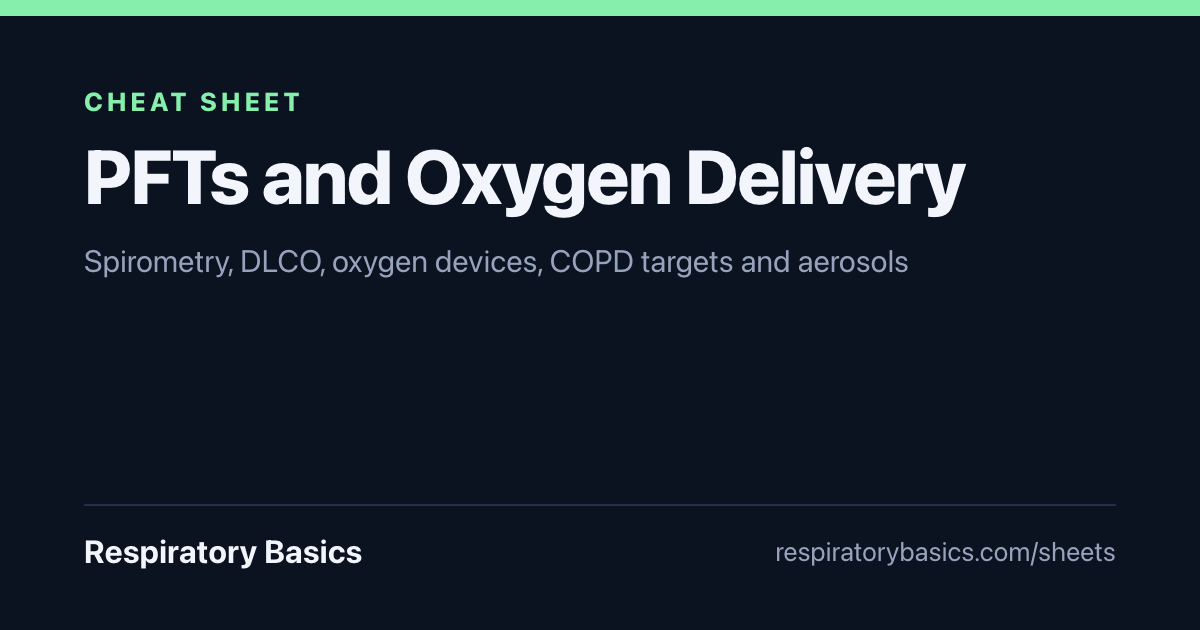 CHEAT SHEET
PFTs and Oxygen Delivery
Spirometry, DLCO, oxygen devices, COPD targets and aerosols
Respiratory Basics
respiratorybasics.com/sheets